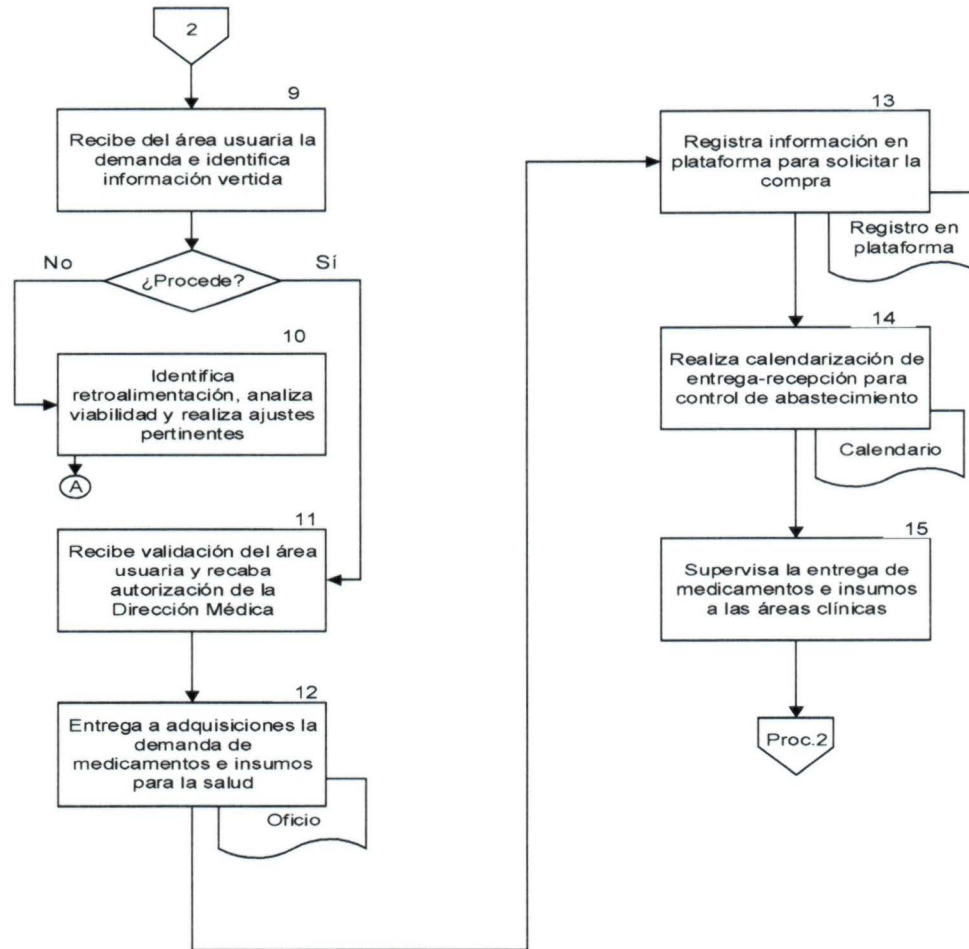 2
9
Recibe del área usuaria la
demanda e identifica
información vertida
No
¿Procede?
Sí
10
Identifica
retroalimentación, analiza
viabilidad y realiza ajustes
pertinentes
A
11
Recibe validación del área
usuaria y recaba
autorización de la
Dirección Médica
12
Entrega a adquisiciones la
demanda de
medicamentos e insumos
para la salud
Oficio
13
Registra información en
plataforma para solicitar la
compra
Registro en
plataforma
14
Realiza calendarización de
entrega-recepción para
control de abastecimiento
Calendario
15
Supervisa la entrega de
medicamentos e insumos
a las áreas clínicas
Proc.2